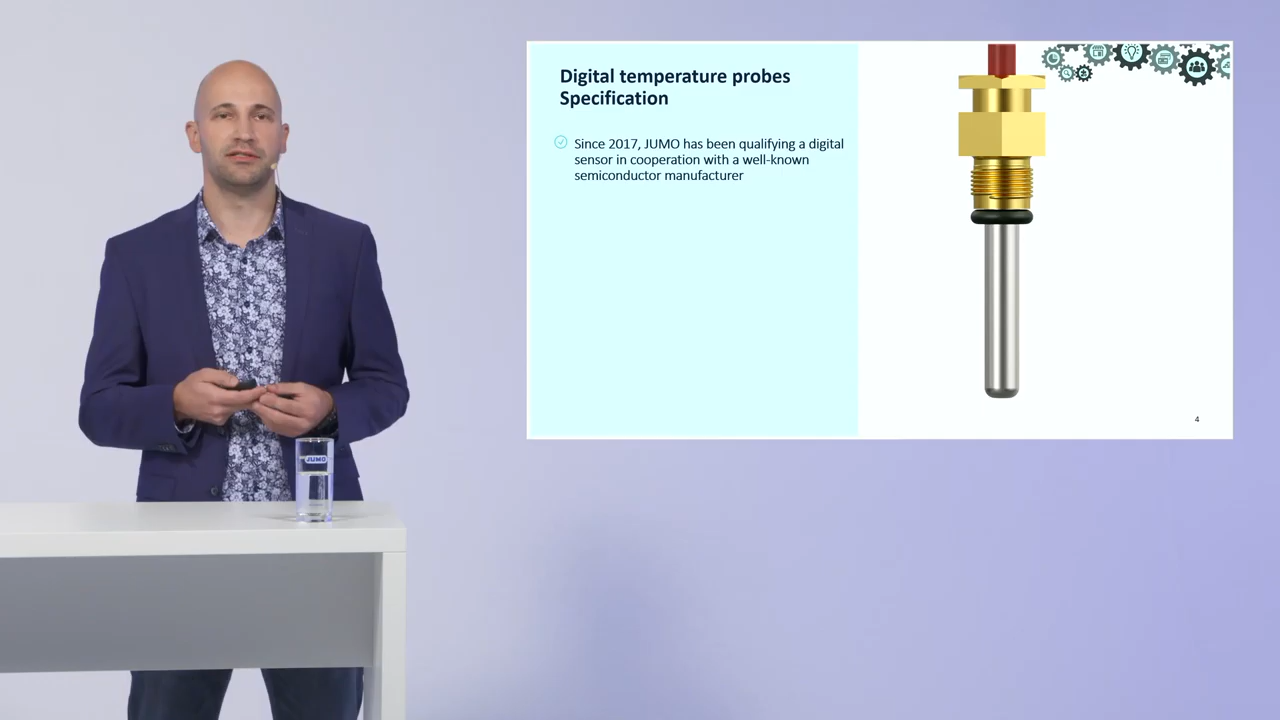 Digital temperature probes
Specification
Since 2017, JUMO has been qualifying a digital
sensor in cooperation with a well-known
semiconductor manufacturer
4
JUMO